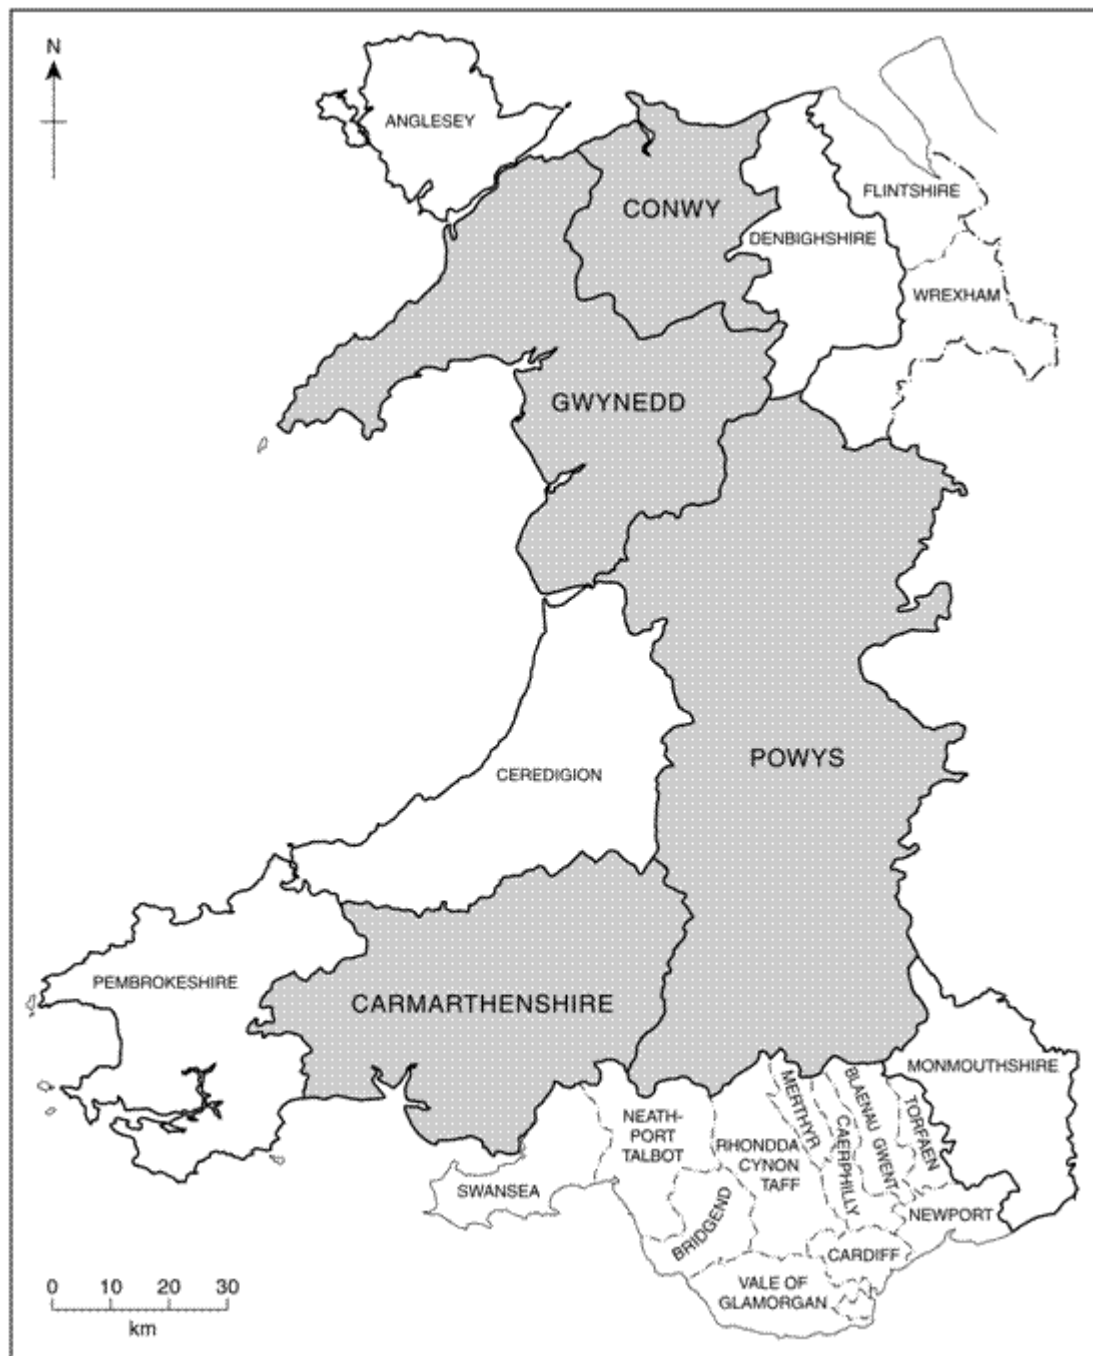 N
ANGLESEY
CONWY
FLINTSHIRE
DENBIGHSHIRE
WREXHAM
GWYNEDD
POWYS
CEREDIGION
PEMBROKESHIRE
CARMARTHENSHIRE
MONMOUTHSHIRE
MERTHYR
BLAENAU GWENT
TORFAEN
CAERPHILLY
NEATH-
PORT
TALBOT
RHONDDA
CYNON
TAFF
SWANSEA
BRIDGEND
NEWPORT
CARDIFF
VALE OF
GLAMORGAN
0 10 20 30
km